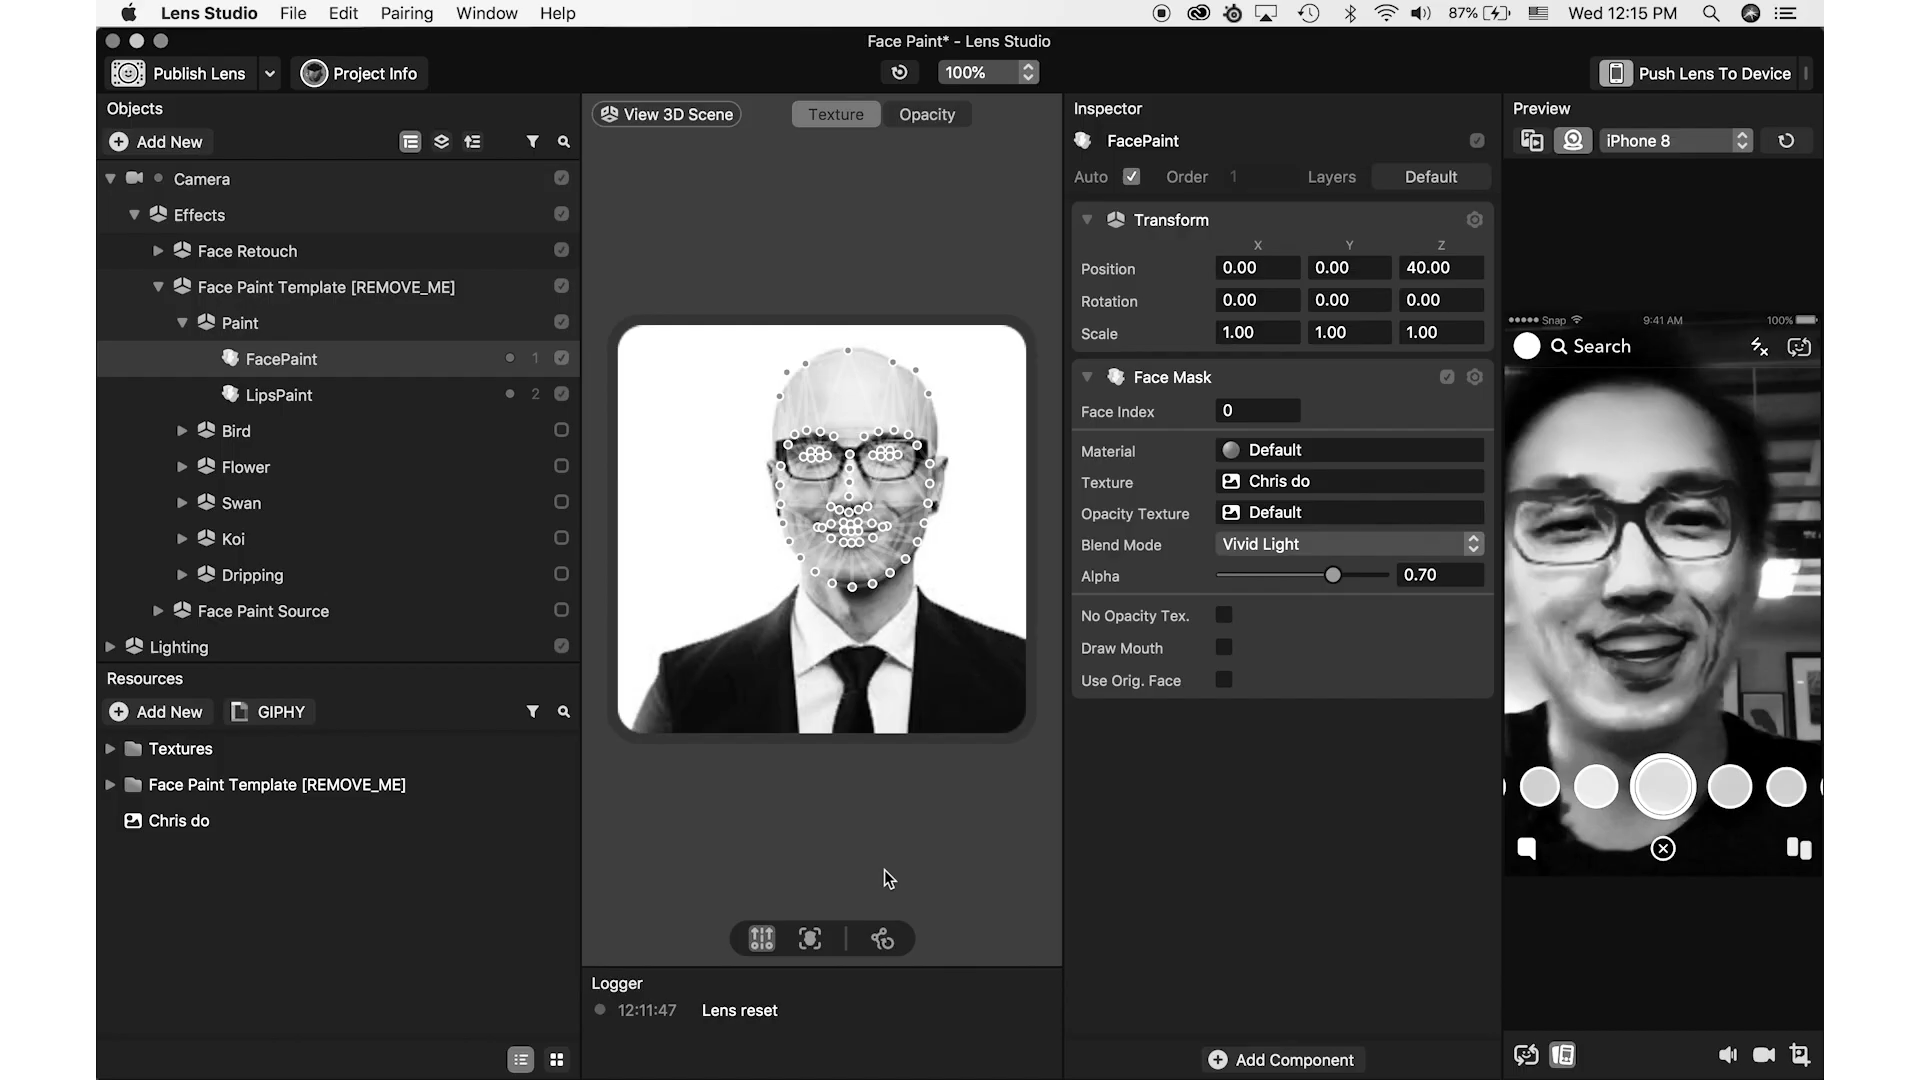 Lens Studio File Edit Pairing Window Help
87% Wed 12:15 PM
Face Paint* - Lens Studio
Publish Lens Project Info 100% Push Lens To Device
Objects
Add New
Camera
Effects
Face Retouch
Face Paint Template [REMOVE_ME]
Paint
FacePaint 1
LipsPaint 2
Bird
Flower
Swan
Koi
Dripping
Face Paint Source
Lighting
Resources
Add New GIPHY
Textures
Face Paint Template [REMOVE_ME]
Chris do
View 3D Scene Texture Opacity
Logger
12:11:47 Lens reset
Inspector
FacePaint
Auto Order 1 Layers Default
Transform
X Y Z
Position 0.00 0.00 40.00
Rotation 0.00 0.00 0.00
Scale 1.00 1.00 1.00
Face Mask
Face Index 0
Material Default
Texture Chris do
Opacity Texture Default
Blend Mode Vivid Light
Alpha 0.70
No Opacity Tex.
Draw Mouth
Use Orig. Face
Add Component
Preview
iPhone 8
Snap 9:41 AM 100%
Search